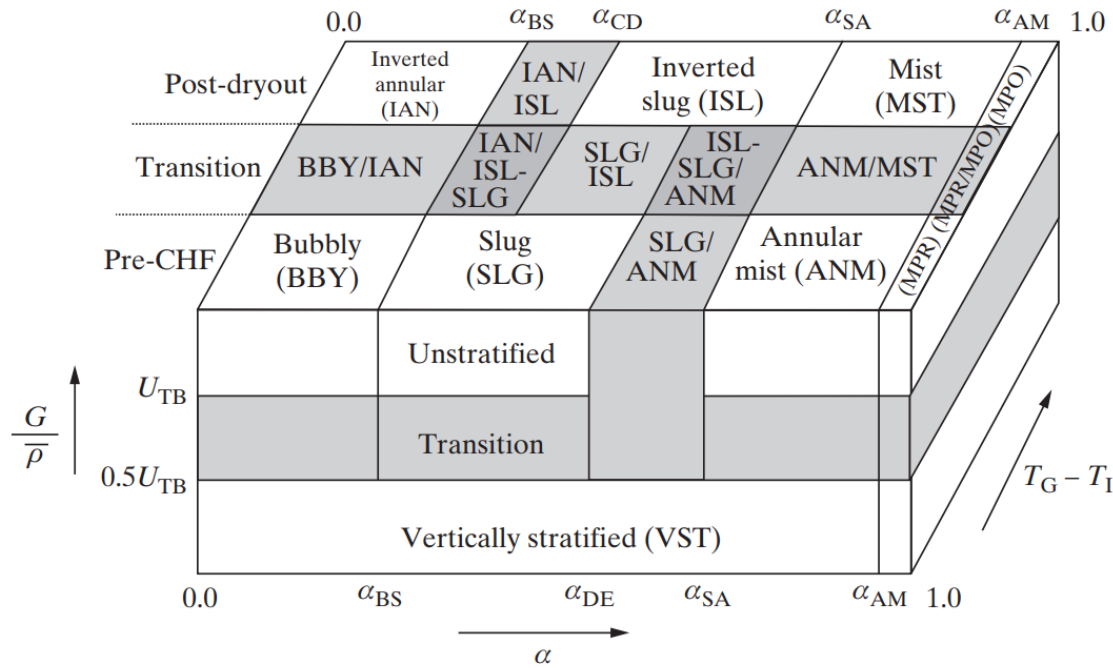 0.0 α_BS α_CD α_SA α_AM 1.0
Post-dryout
Inverted
annular
(IAN)
IAN/
ISL
Inverted
slug (ISL)
Mist
(MST)
(MPO)
Transition
BBY/IAN
IAN/
ISL-
SLG
SLG/
ISL
ISL-
SLG/
ANM
ANM/MST
(MPR/MPO)
Pre-CHF
Bubbly
(BBY)
Slug
(SLG)
SLG/
ANM
Annular
mist (ANM)
(MPR)
Unstratified
U_TB
G
ρ̅
Transition
0.5U_TB
T_G – T_I
Vertically stratified (VST)
0.0 α_BS α_DE α_SA α_AM 1.0
α